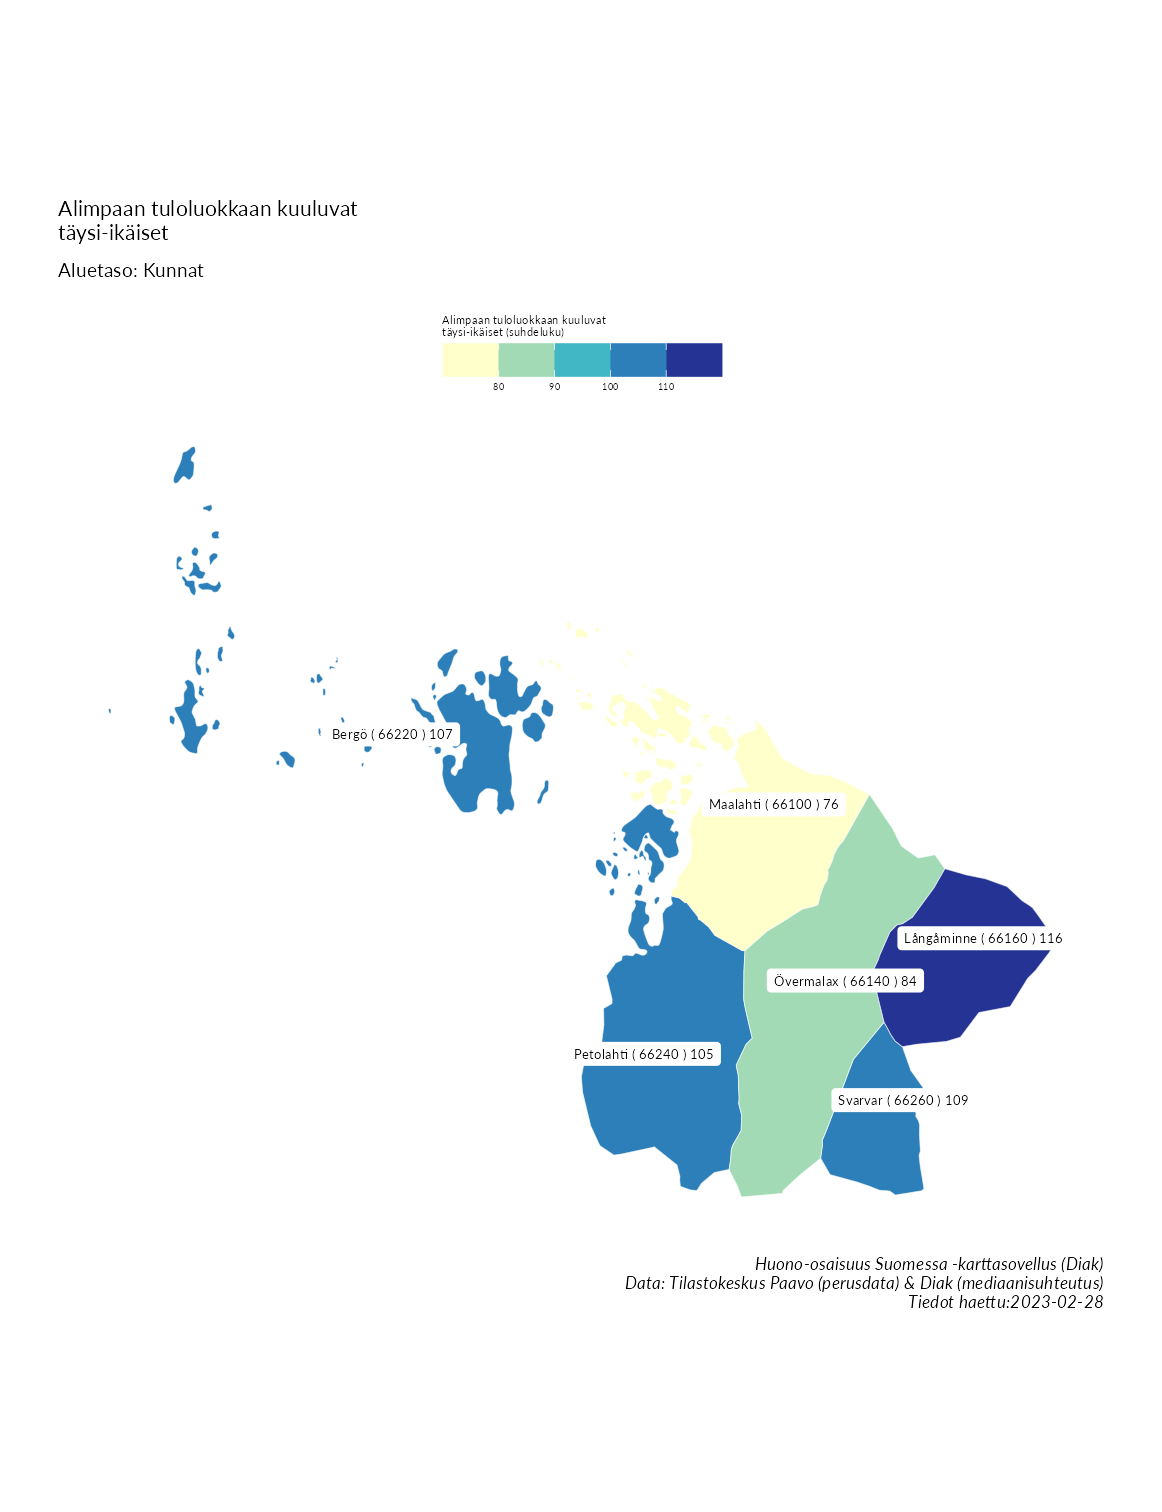 Alimpaan tuloluokkaan kuuluvat
täysi-ikäiset
Aluetaso: Kunnat
Alimpaan tuloluokkaan kuuluvat
täysi-ikäiset (suhdeluku)
80 90 100 110
Bergö ( 66220 ) 107
Maalahti ( 66100 ) 76
Långåminne ( 66160 ) 116
Övermalax ( 66140 ) 84
Petolahti ( 66240 ) 105
Svarvar ( 66260 ) 109
Huono-osaisuus Suomessa -karttasovellus (Diak)
Data: Tilastokeskus Paavo (perusdata) & Diak (mediaanisuhteutus)
Tiedot haettu:2023-02-28